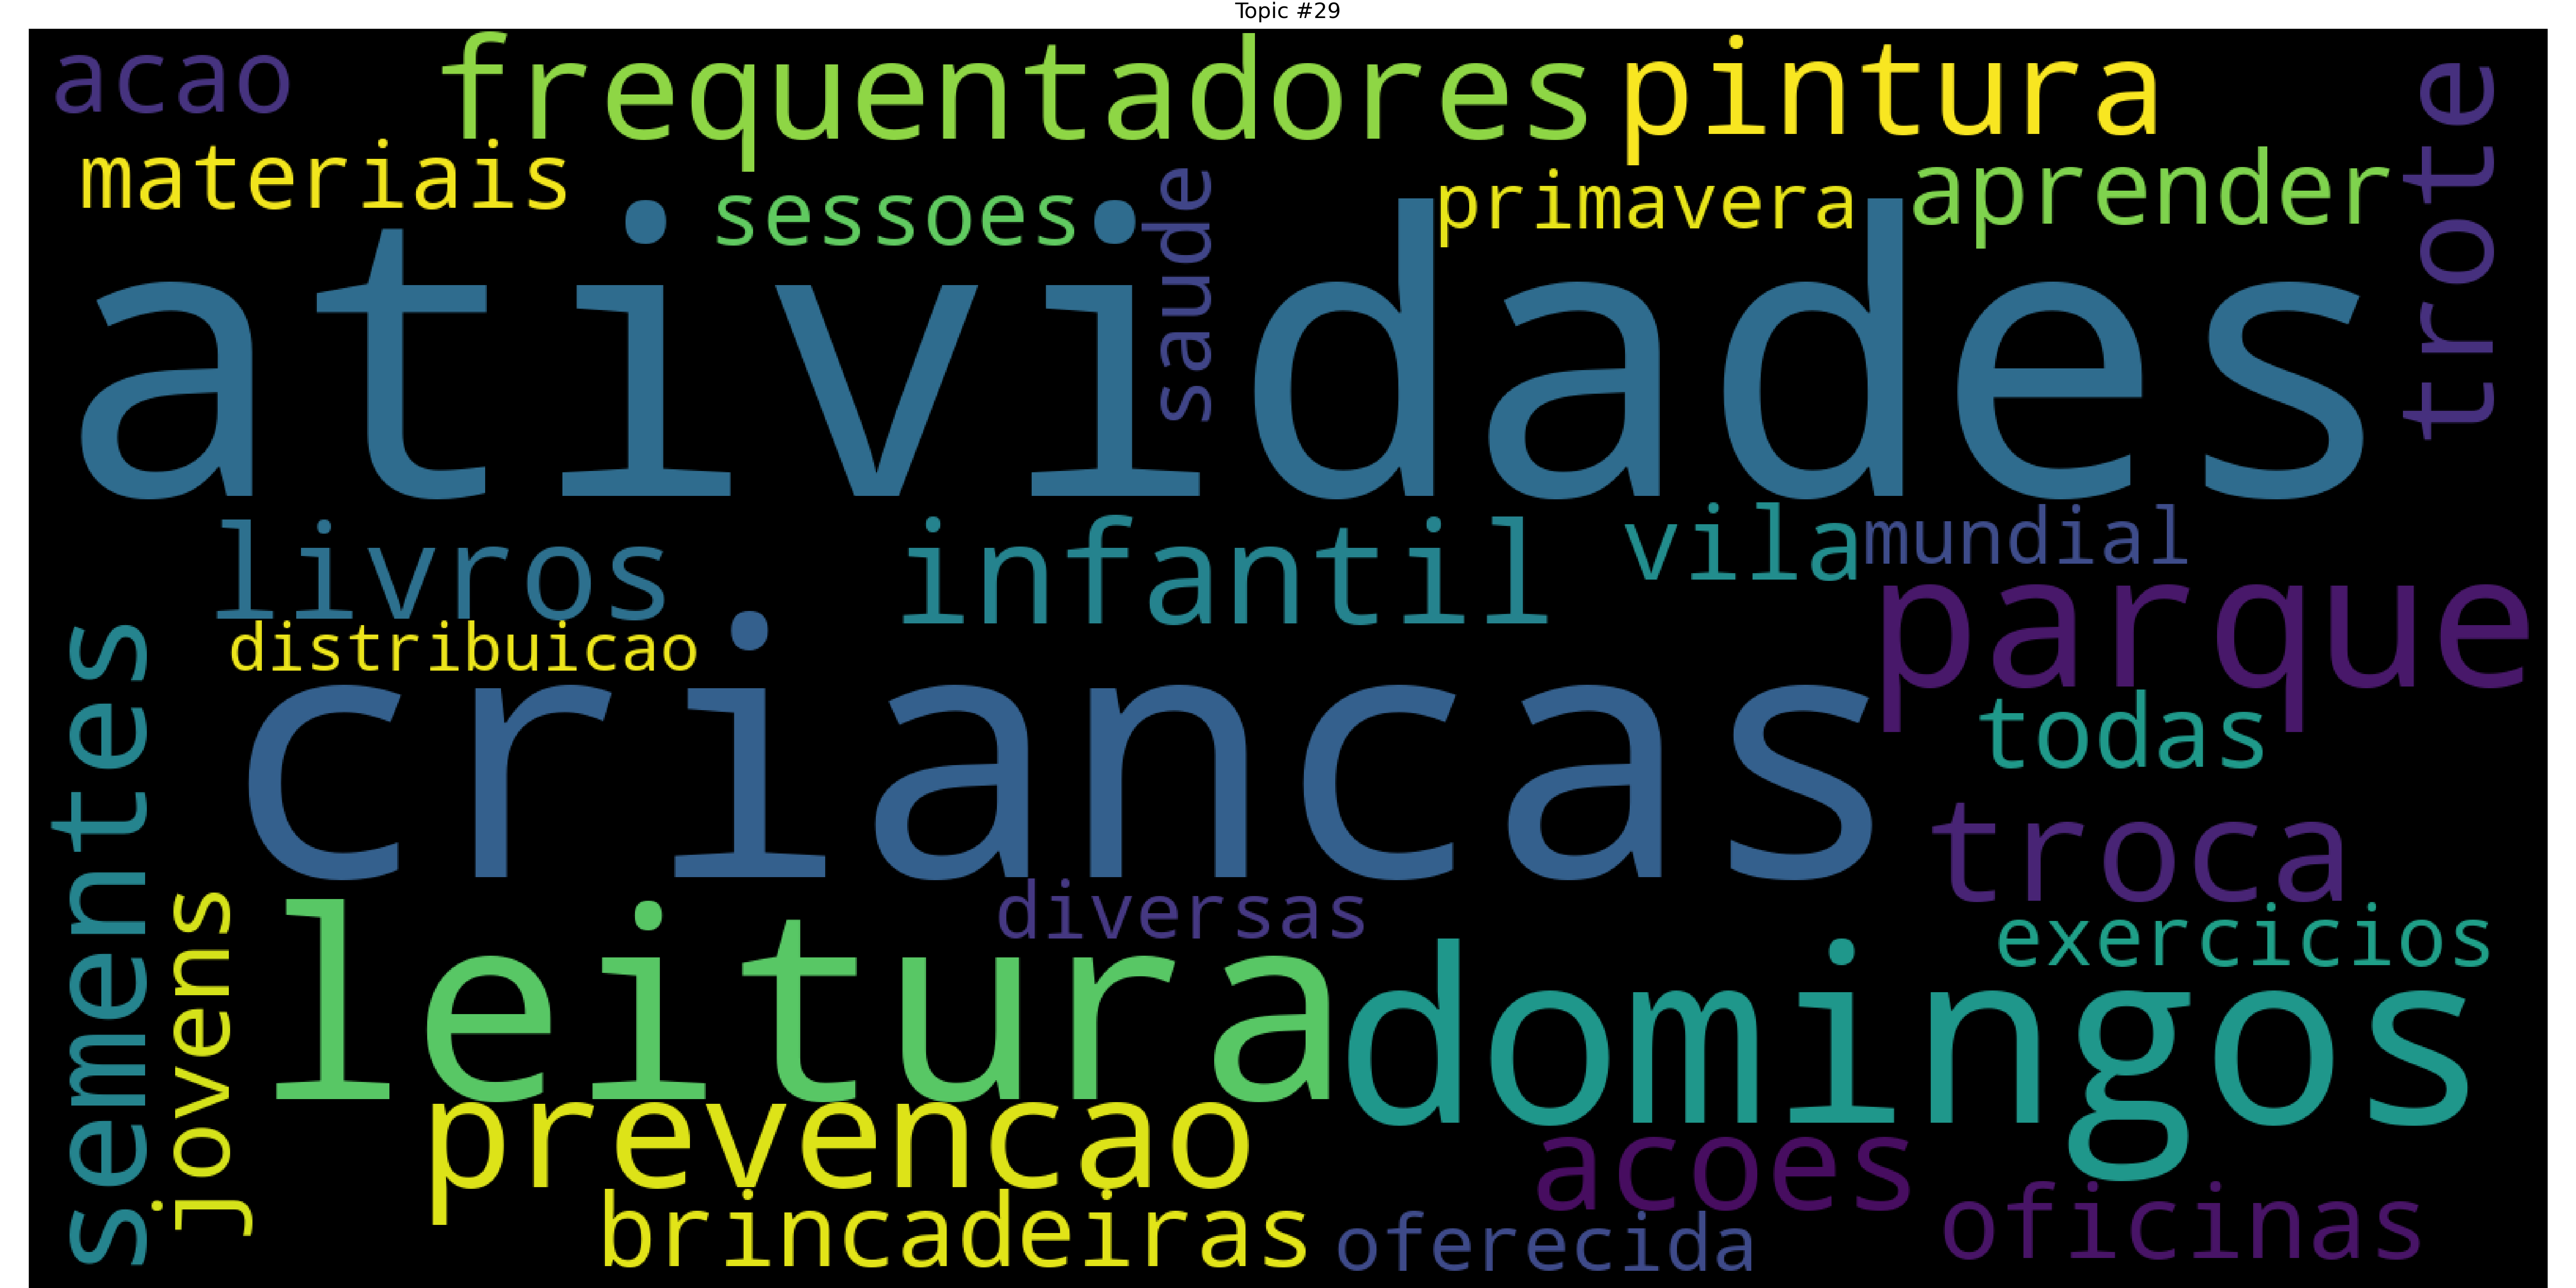 Topic #29
acao
frequentadores
pintura
trote
materiais
sessoes
saude
primavera
aprender
atividades
livros
infantil
vila
mundial
distribuicao
parque
criancas
todas
sementes
troca
jovens
diversas
exercicios
leitura
domingos
prevencao
acoes
brincadeiras
oferecida
oficinas